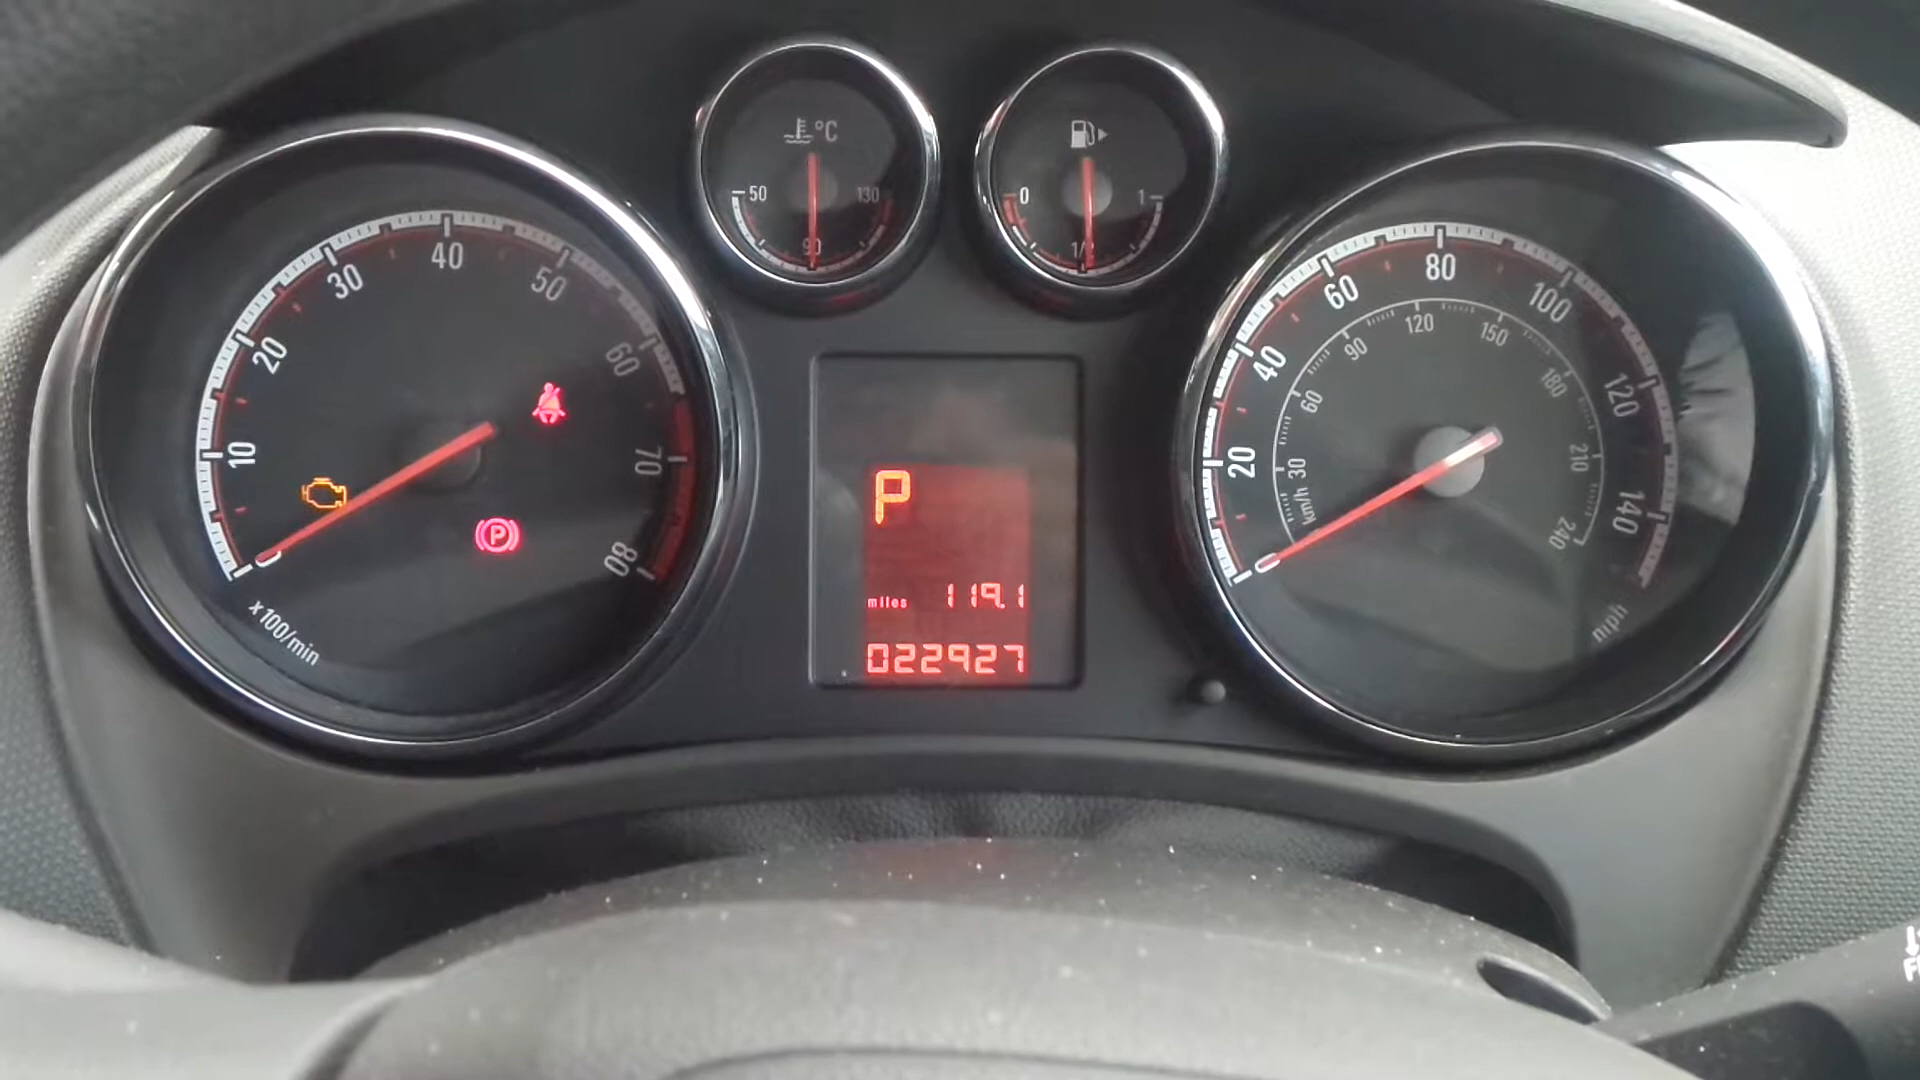 °C
50 130
90
0 1
1/2
10 20 30 40 50 60 70 80
0
x100/min
P
P
miles 119.1
022927
0 20 40 60 80 100 120 140
30 60 90 120 150 180 210 240
km/h
mph